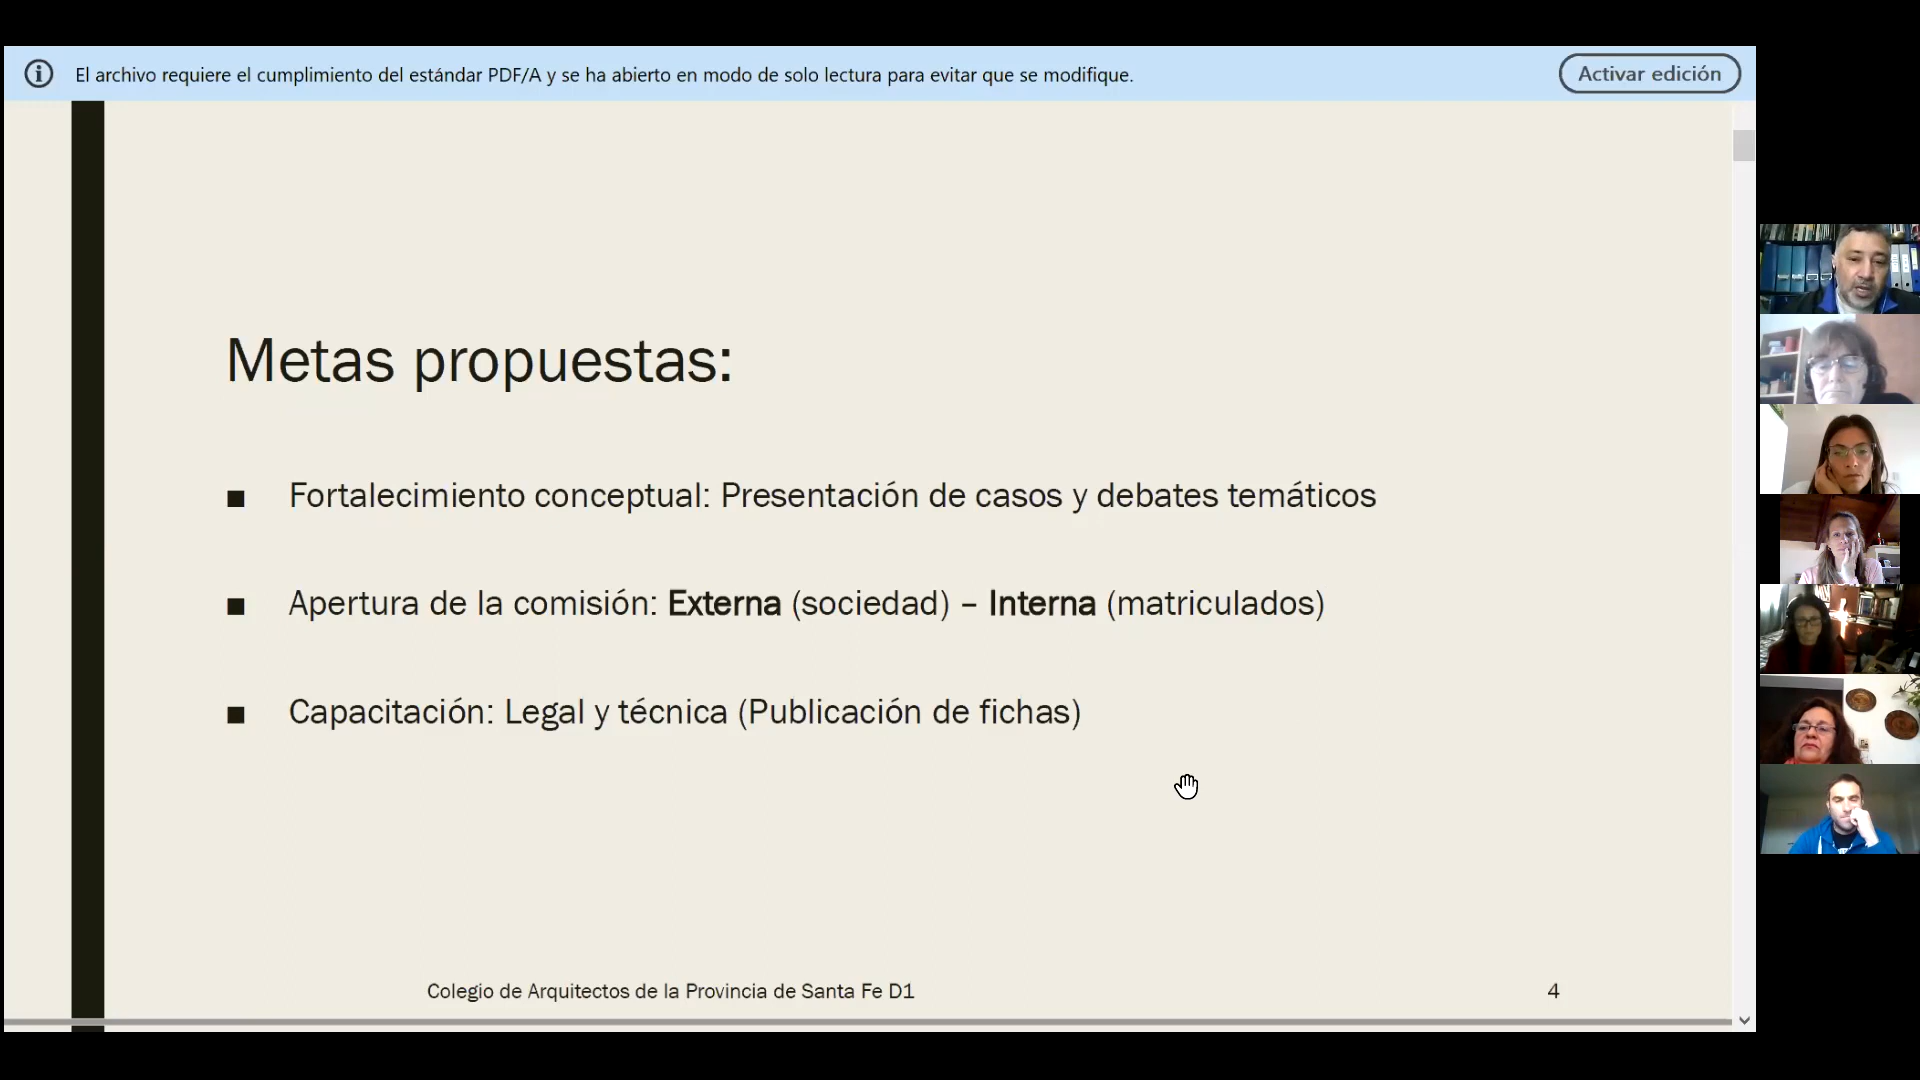 El archivo requiere el cumplimiento del estándar PDF/A y se ha abierto en modo de solo lectura para evitar que se modifique.
Activar edición
Metas propuestas:
■ Fortalecimiento conceptual: Presentación de casos y debates temáticos
■ Apertura de la comisión: Externa (sociedad) – Interna (matriculados)
■ Capacitación: Legal y técnica (Publicación de fichas)
Colegio de Arquitectos de la Provincia de Santa Fe D1
4